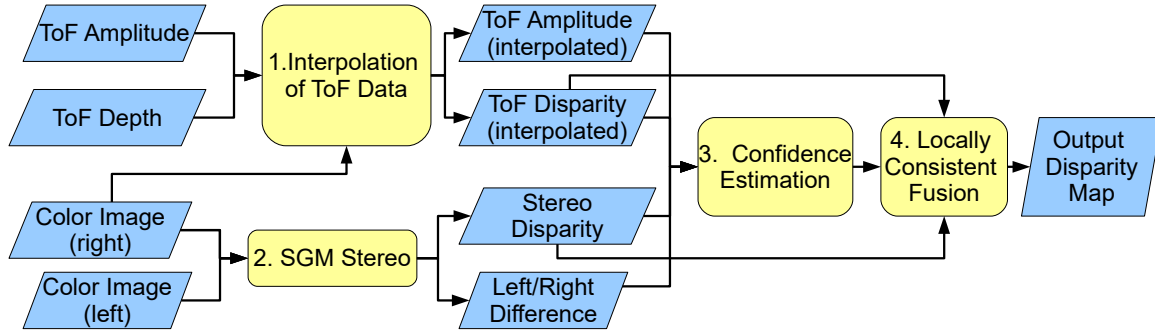 ToF Amplitude
ToF Depth
Color Image
(right)
Color Image
(left)
1.Interpolation
of ToF Data
2. SGM Stereo
ToF Amplitude
(interpolated)
ToF Disparity
(interpolated)
Stereo
Disparity
Left/Right
Difference
3. Confidence
Estimation
4. Locally
Consistent
Fusion
Output
Disparity
Map